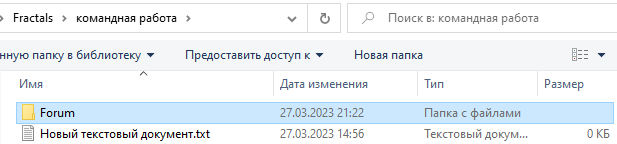 Fractals > командная работа > Поиск в: командная работа
нную папку в библиотеку Предоставить доступ к Новая папка
Имя Дата изменения Тип Размер
Forum 27.03.2023 21:22 Папка с файлами
Новый текстовый документ.txt 27.03.2023 14:56 Текстовый докум... 0 КБ